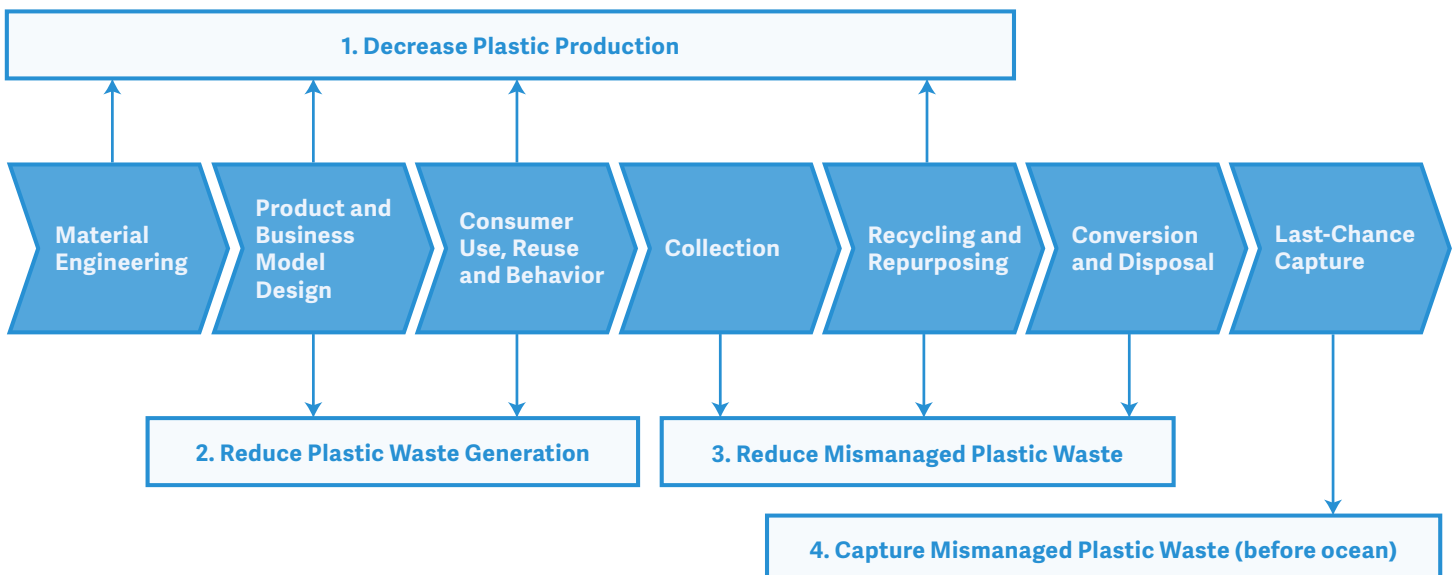 1. Decrease Plastic Production
Material
Engineering
Product and
Business
Model
Design
Consumer
Use, Reuse
and Behavior
Collection
Recycling and
Repurposing
Conversion
and Disposal
Last-Chance
Capture
2. Reduce Plastic Waste Generation
3. Reduce Mismanaged Plastic Waste
4. Capture Mismanaged Plastic Waste (before ocean)